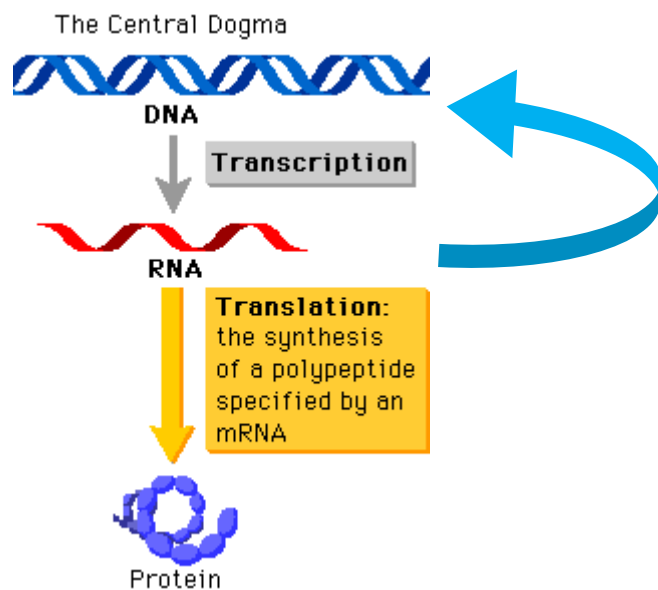 The Central Dogma
DNA
Transcription
RNA
Translation:
the synthesis
of a polypeptide
specified by an
mRNA
Protein